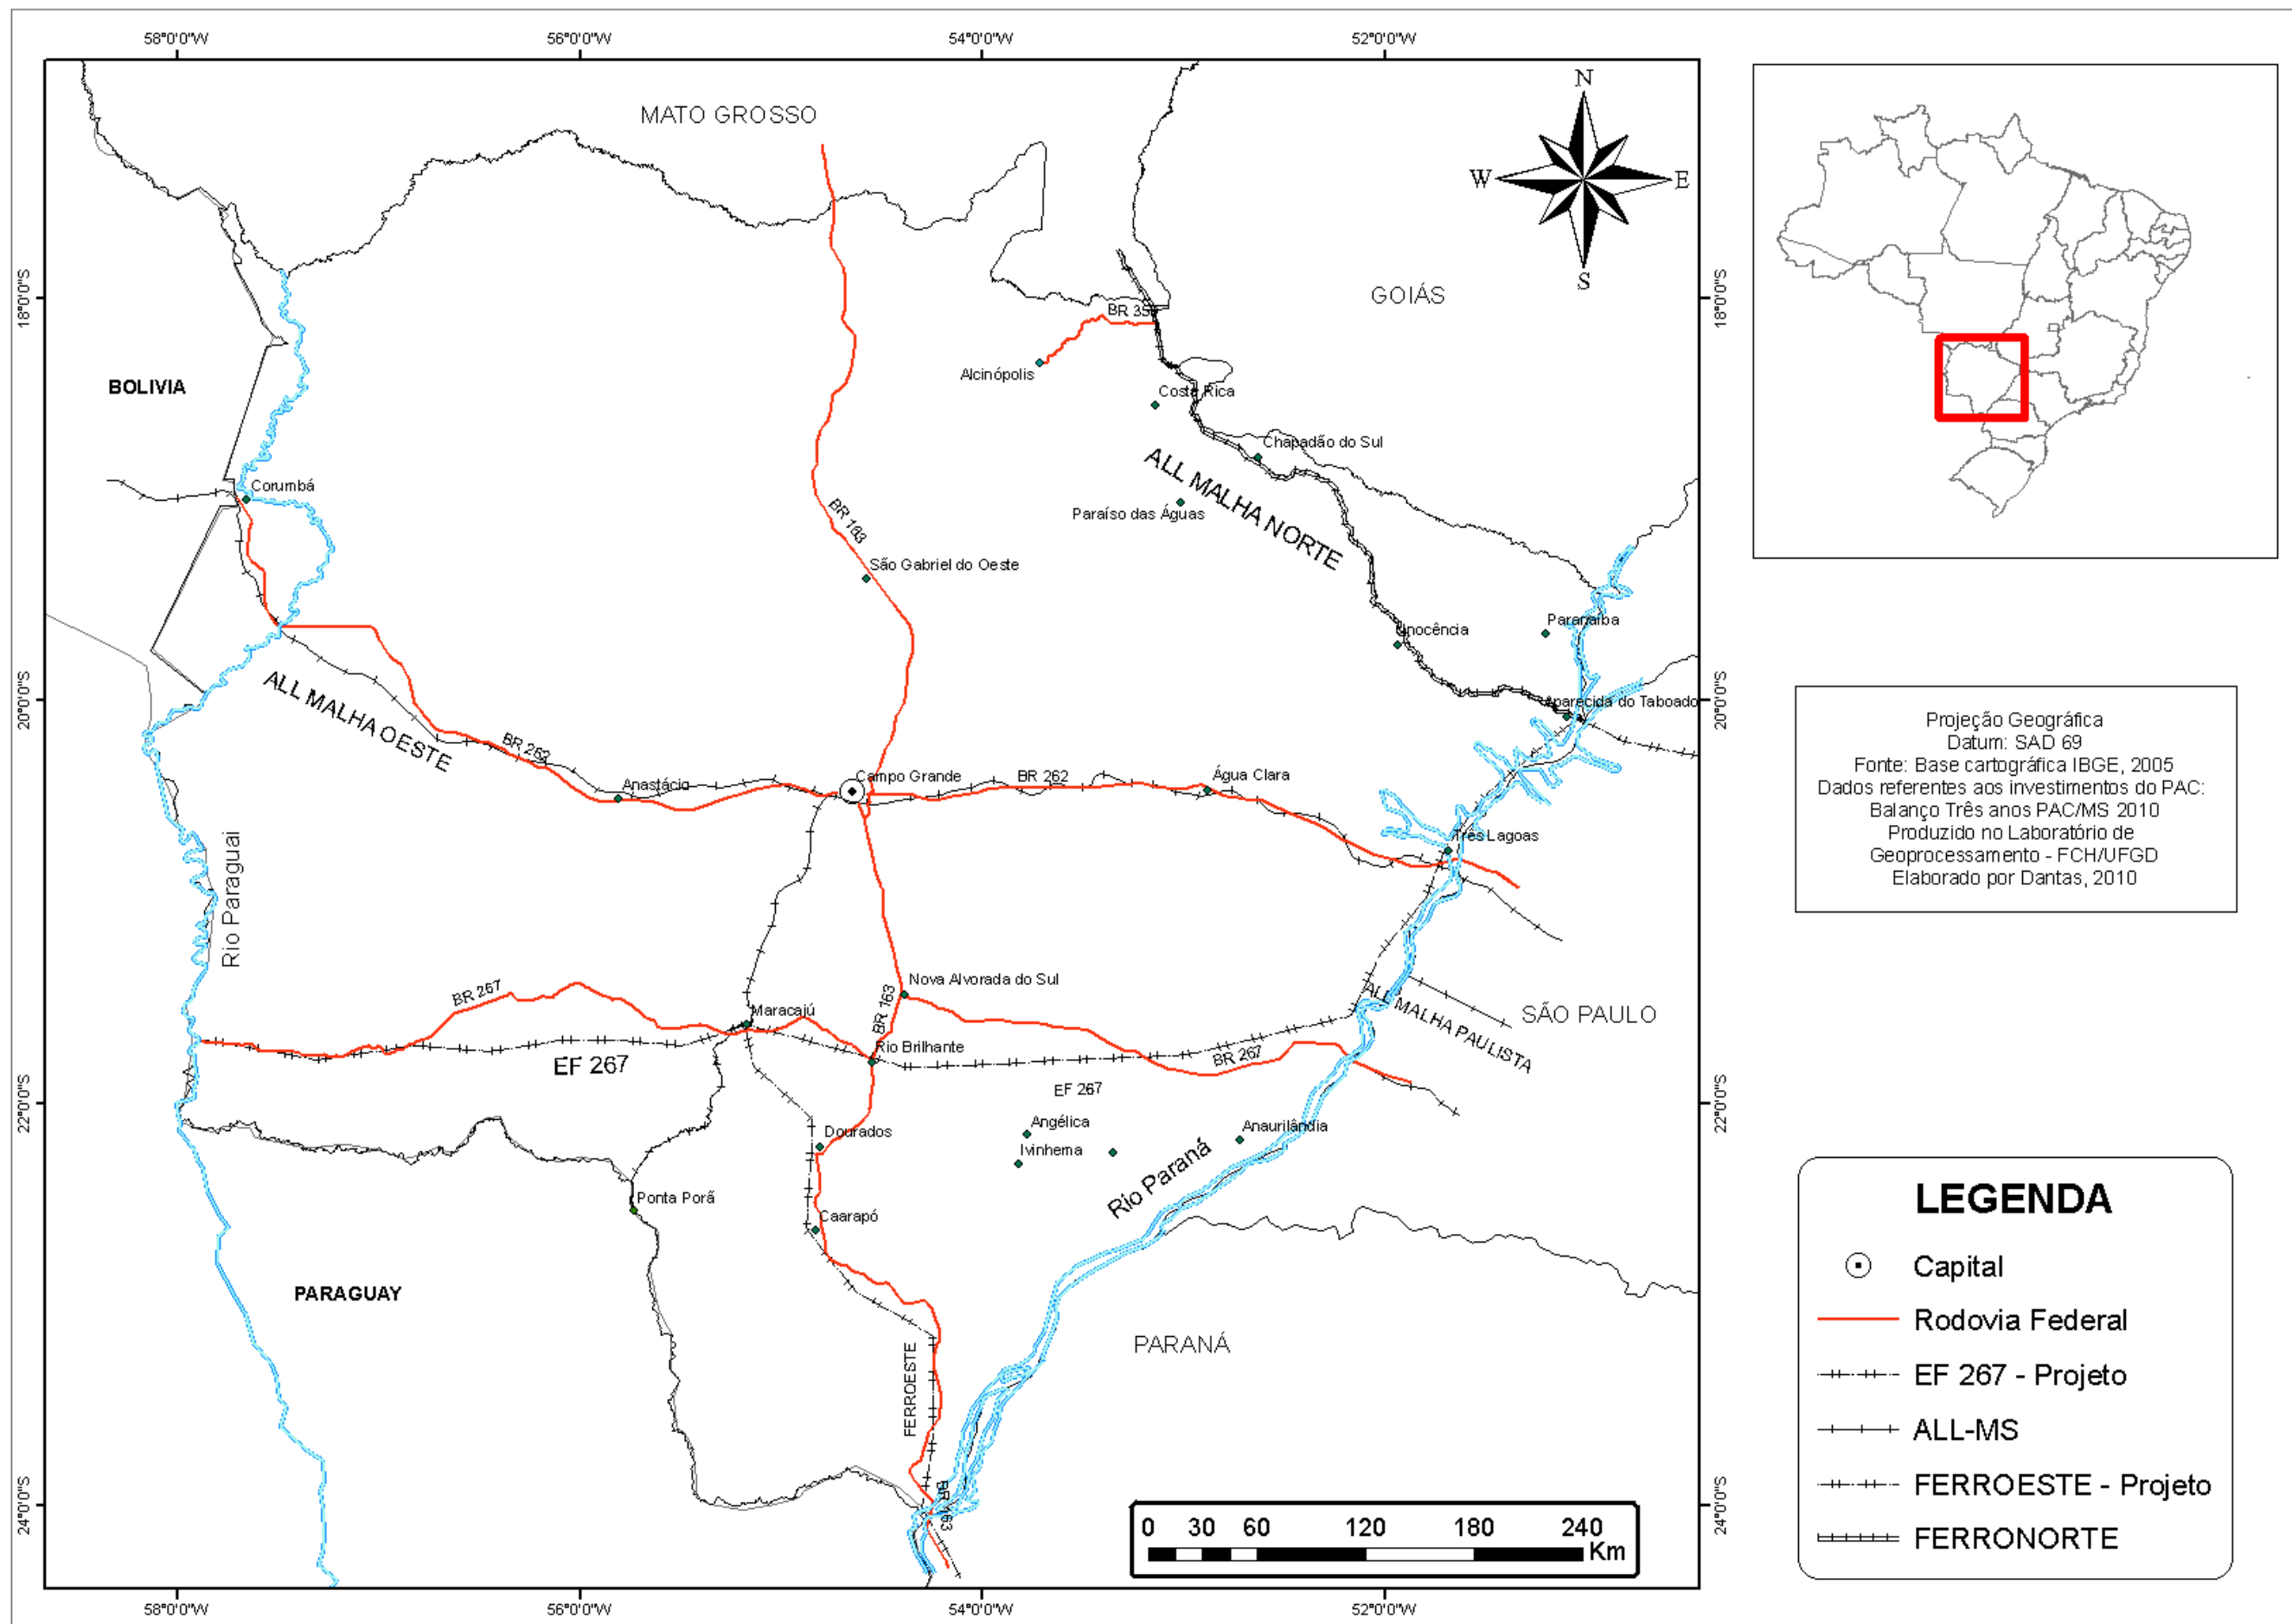 58°0'0"W
56°0'0"W
54°0'0"W
52°0'0"W
MATO GROSSO
N
W
E
S
18°0'0"S
18°0'0"S
GOIÁS
BR 35
Alcinópolis
BOLIVIA
Costa Rica
Chapadão do Sul
ALL MALHA NORTE
Corumbá
Paraíso das Águas
BR 163
São Gabriel do Oeste
Paranaiba
Inocência
ALL MALHA OESTE
20°0'0"S
20°0'0"S
Aparecida do Taboado
BR 262
Anastácio
Campo Grande
BR 262
Água Clara
Três Lagoas
Rio Paraguai
Nova Alvorada do Sul
BR 267
Maracajú
BR 163
ALL MALHA PAULISTA
SÃO PAULO
Rio Brilhante
EF 267
BR 267
EF 267
22°0'0"S
22°0'0"S
Angélica
Anaurilândia
Dourados
Ivinhema
Rio Paraná
Ponta Porã
Caarapó
PARAGUAY
PARANÁ
FERROESTE
BR 163
24°0'0"S
24°0'0"S
0 30 60 120 180 240
Km
58°0'0"W
56°0'0"W
54°0'0"W
52°0'0"W
Projeção Geográfica
Datum: SAD 69
Fonte: Base cartográfica IBGE, 2005
Dados referentes aos investimentos do PAC:
Balanço Três anos PAC/MS 2010
Produzido no Laboratório de
Geoprocessamento - FCH/UFGD
Elaborado por Dantas, 2010
LEGENDA
Capital
Rodovia Federal
EF 267 - Projeto
ALL-MS
FERROESTE - Projeto
FERRONORTE